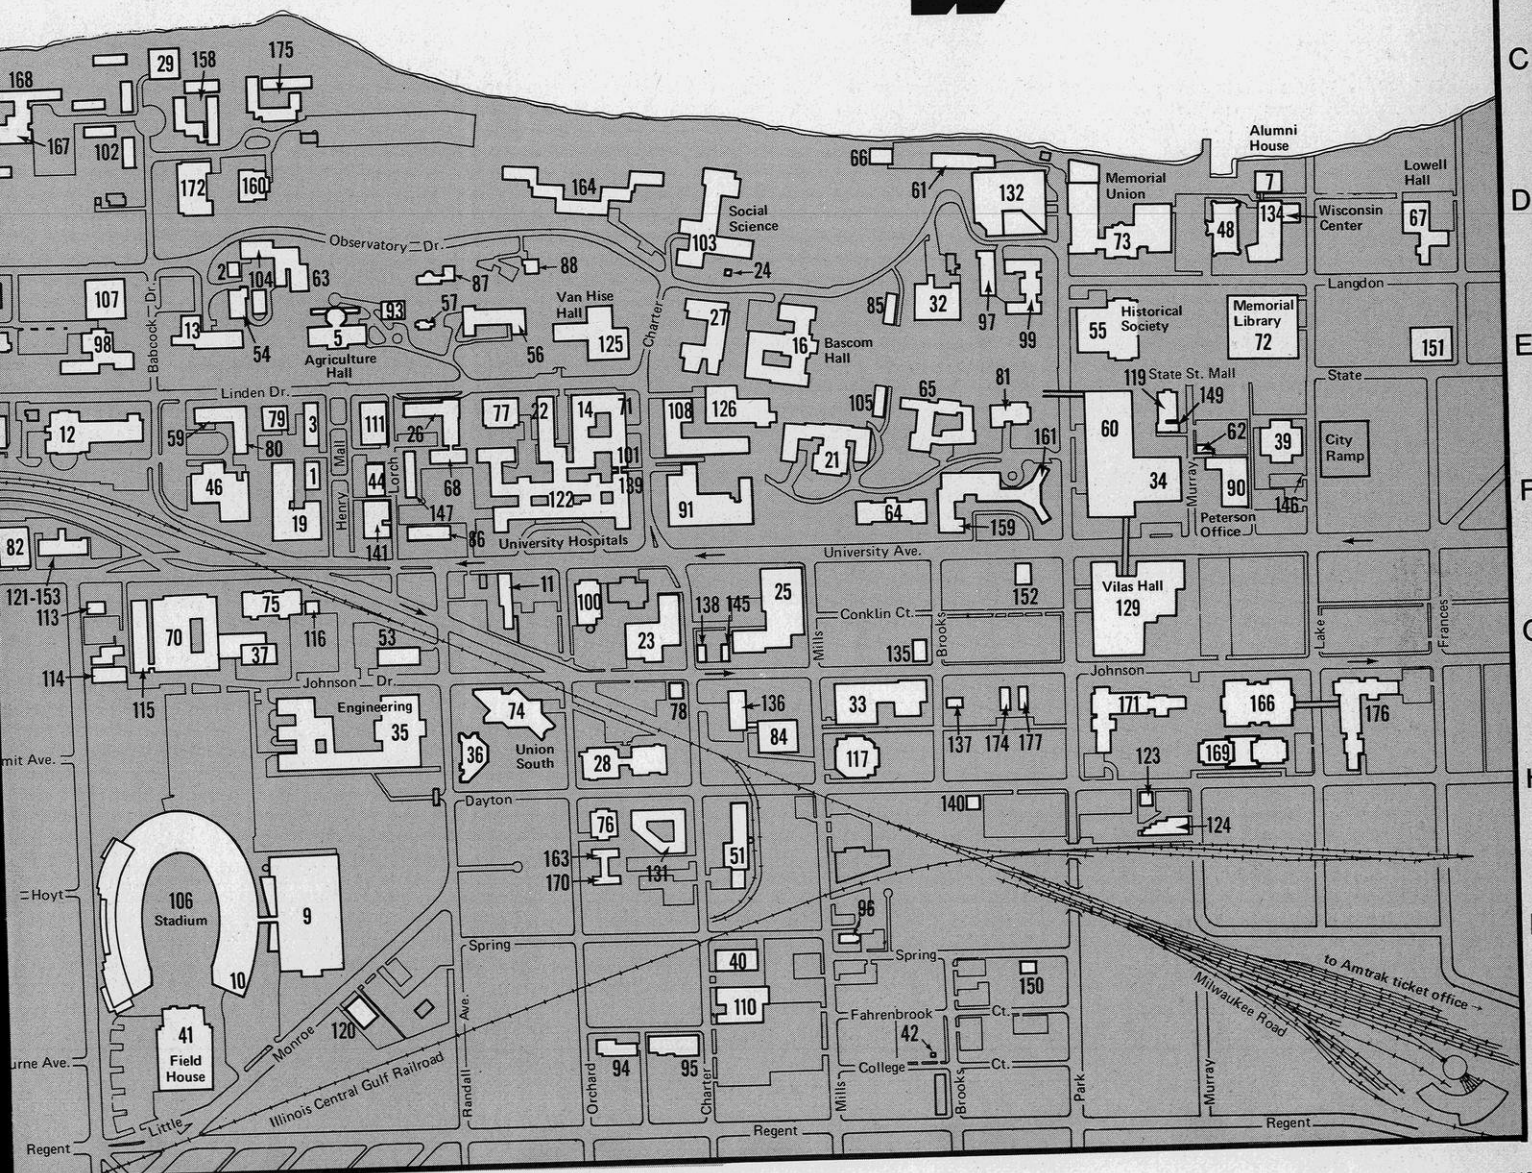 C
29
158
175
168
167
102
172
160
164
66
61
132
Alumni
House
7
Memorial
Union
73
48
134
Wisconsin
Center
Lowell
Hall
67
D
Social
Science
103
24
Observatory Dr.
2
104
63
87
88
107
Babcock Dr.
54
13
98
93
5
Agriculture
Hall
57
56
Van Hise
Hall
125
Charter
27
16
Bascom
Hall
85
32
97
99
Langdon
55
Historical
Society
Memorial
Library
72
151
E
Linden Dr.
State St. Mall
State
119
149
12
59
79
80
3
111
26
77
22
14
71
108
126
105
65
81
60
62
39
City
Ramp
46
19
1
Mall
Henry
44
Lorch
68
147
141
86
122
101
139
91
21
64
161
159
34
Murray
90
146
Peterson
Office
F
University Hospitals
University Ave.
82
121-153
113
70
75
116
37
53
114
115
11
100
23
138
145
25
Mills
Conklin Ct.
135
Brooks
152
Vilas Hall
129
Lake
Frances
Johnson Dr.
Johnson
Engineering
35
74
36
Union
South
78
28
136
84
33
117
137
174
177
171
166
176
169
123
124
mit Ave.
Dayton
140
76
163
170
131
51
Hoyt
106
Stadium
9
10
41
Field
House
120
Monroe
Little
Spring
Spring
96
40
110
150
Fahrenbrook
Ct.
42
College
Ct.
94
95
Illinois Central Gulf Railroad
Randall
Ave.
Orchard
Charter
Mills
Brooks
Park
Murray
to Amtrak ticket office →
Milwaukee Road
urne Ave.
Regent
Regent
Regent